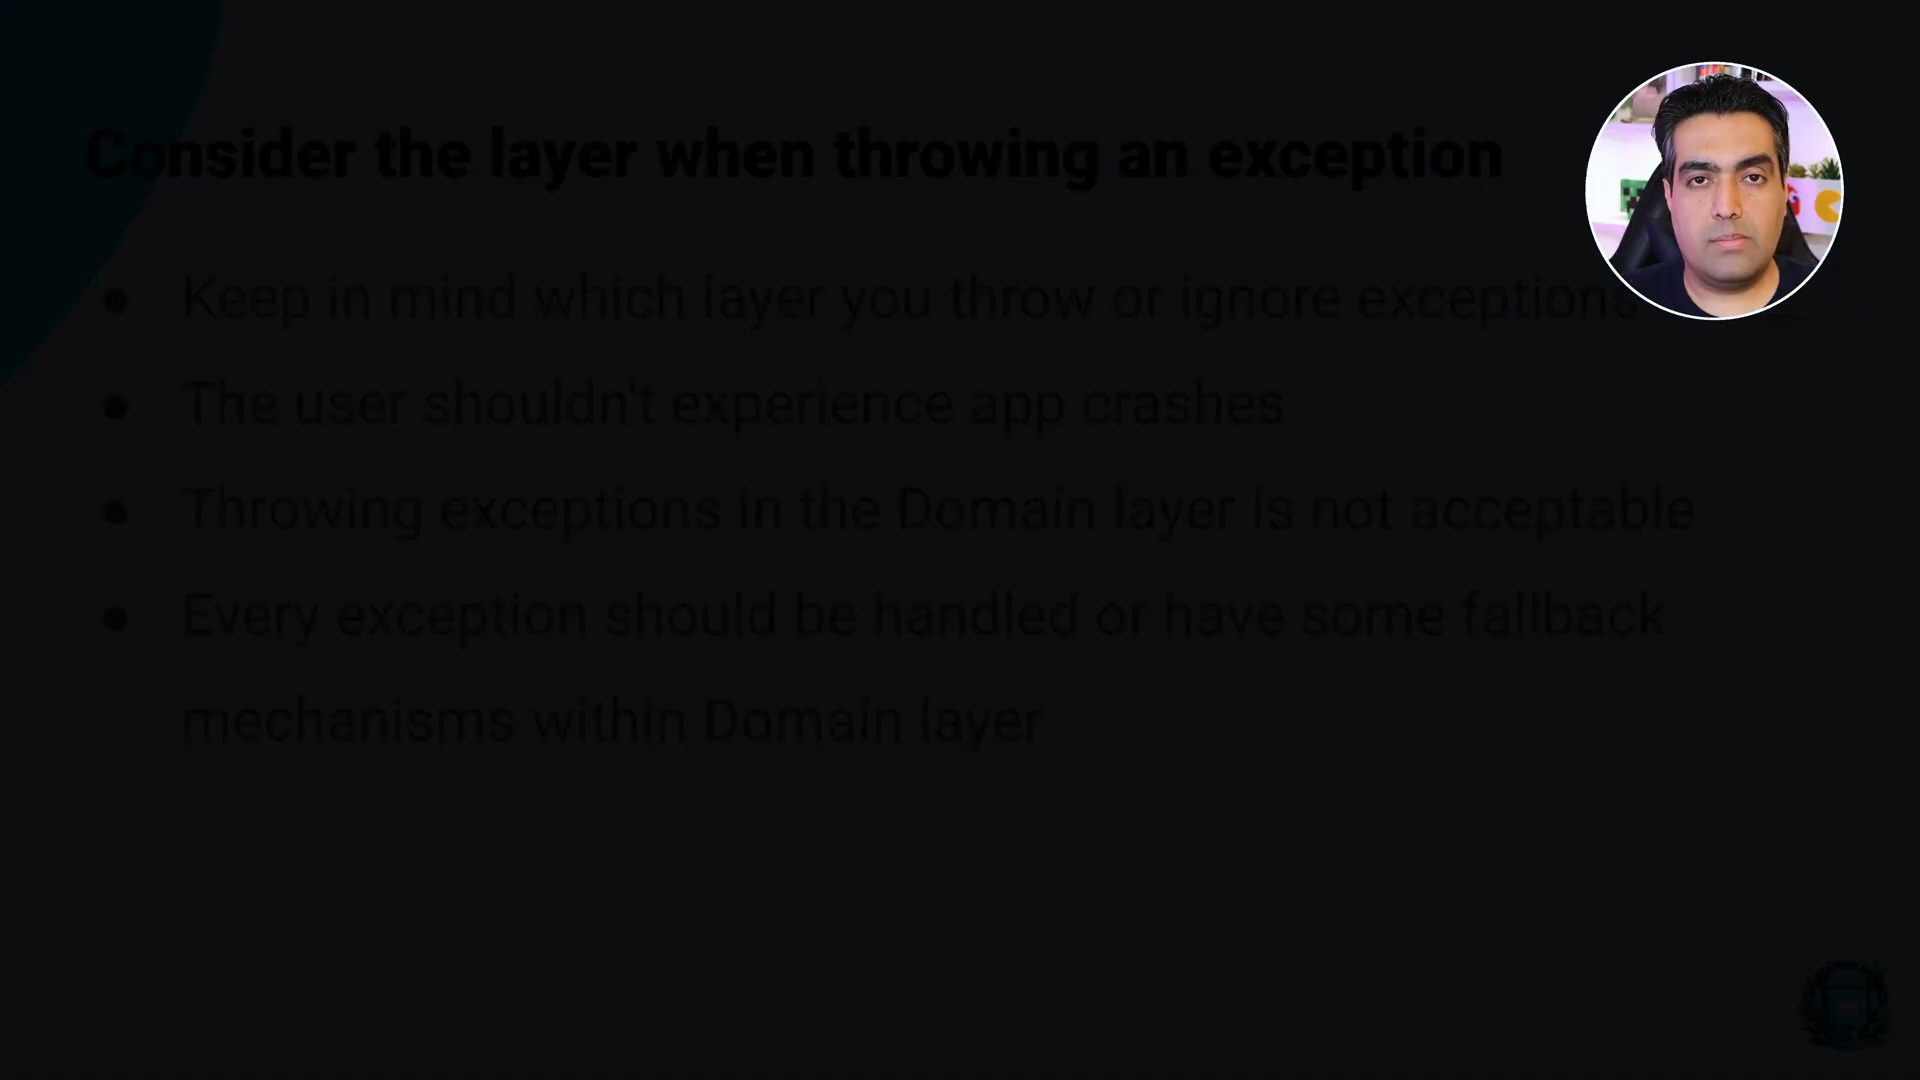 Consider the layer when throwing an exception
● Keep in mind which layer you throw or ignore exceptions
● The user shouldn't experience app crashes
● Throwing exceptions in the Domain layer is not acceptable
● Every exception should be handled or have some fallback
mechanisms within Domain layer